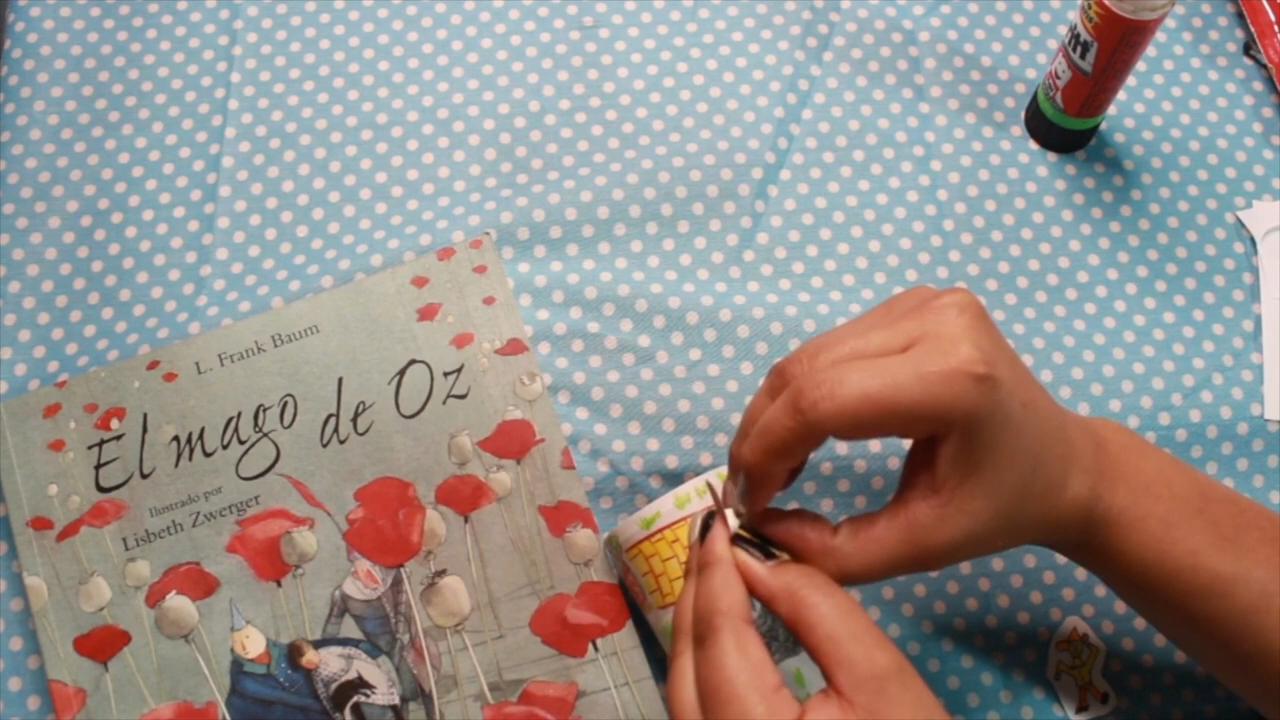 L. Frank Baum
El mago de Oz
Ilustrado por
Lisbeth Zwerger